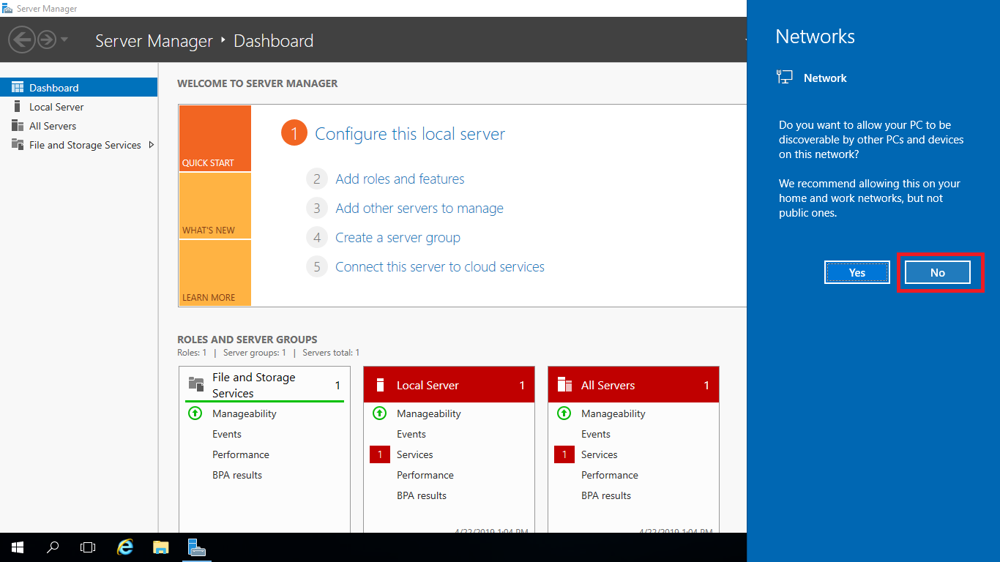 Server Manager
Server Manager ‣ Dashboard
Dashboard
Local Server
All Servers
File and Storage Services
WELCOME TO SERVER MANAGER
QUICK START
WHAT'S NEW
LEARN MORE
1 Configure this local server
2 Add roles and features
3 Add other servers to manage
4 Create a server group
5 Connect this server to cloud services
ROLES AND SERVER GROUPS
Roles: 1 | Server groups: 1 | Servers total: 1
File and Storage
Services
1
Manageability
Events
Performance
BPA results
Local Server 1
Manageability
Events
1 Services
Performance
BPA results
4/22/2019 1:04 PM
All Servers 1
Manageability
Events
1 Services
Performance
BPA results
4/22/2019 1:04 PM
Networks
Network
Do you want to allow your PC to be
discoverable by other PCs and devices
on this network?
We recommend allowing this on your
home and work networks, but not
public ones.
Yes
No